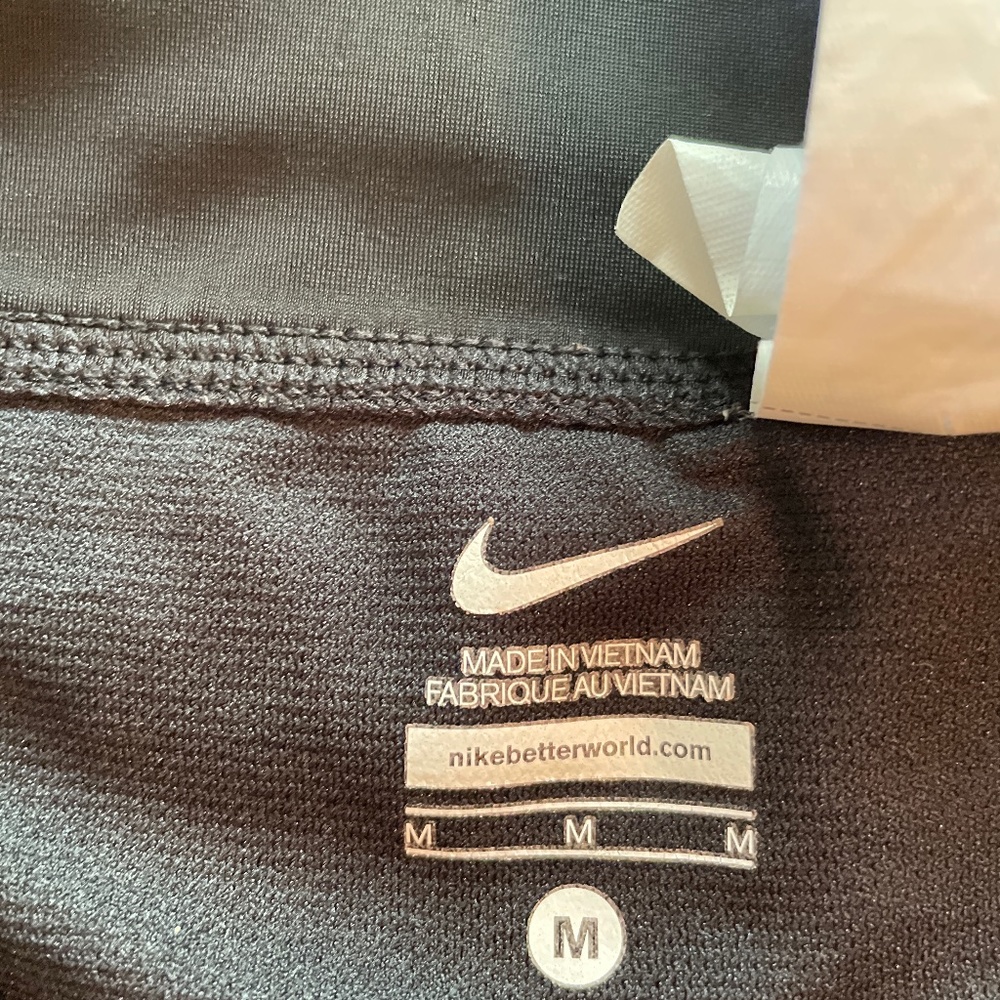 MADE IN VIETNAM
FABRIQUE AU VIETNAM
nikebetterworld.com
M M M
M